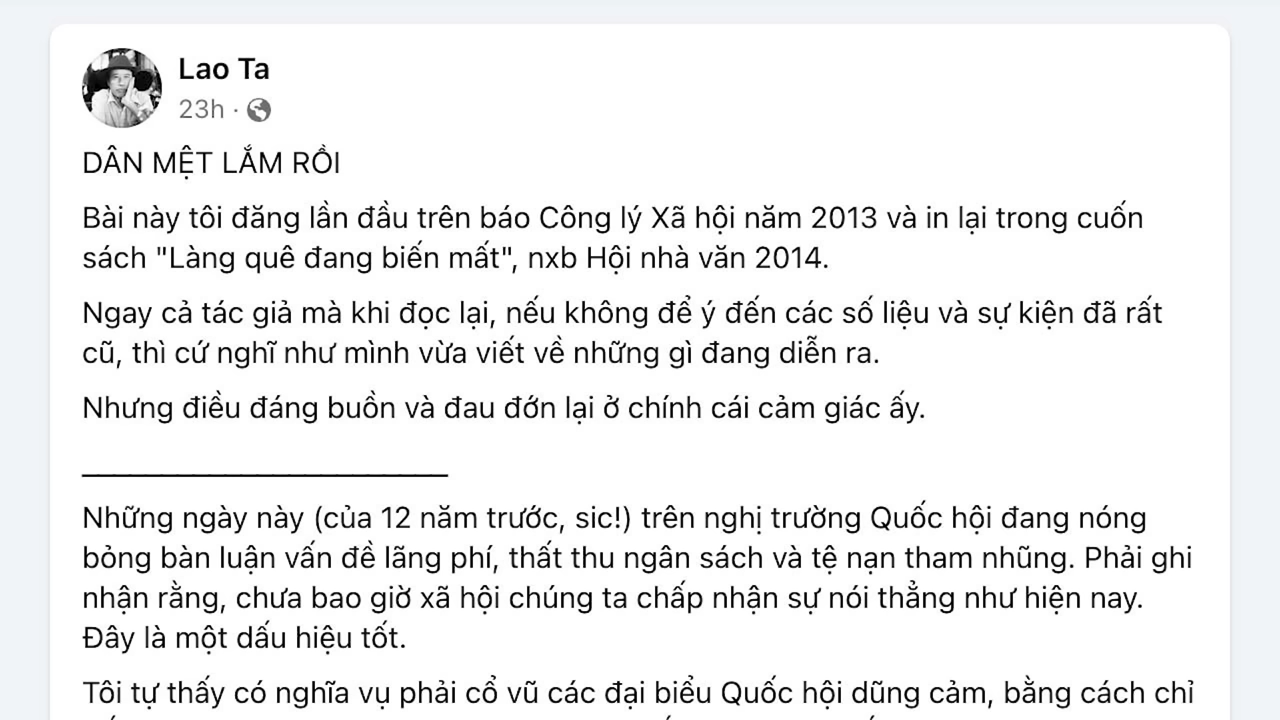 Lao Ta
23h ·
DÂN MỆT LẮM RỒI
Bài này tôi đăng lần đầu trên báo Công lý Xã hội năm 2013 và in lại trong cuốn
sách "Làng quê đang biến mất", nxb Hội nhà văn 2014.
Ngay cả tác giả mà khi đọc lại, nếu không để ý đến các số liệu và sự kiện đã rất
cũ, thì cứ nghĩ như mình vừa viết về những gì đang diễn ra.
Nhưng điều đáng buồn và đau đớn lại ở chính cái cảm giác ấy.
_______________________
Những ngày này (của 12 năm trước, sic!) trên nghị trường Quốc hội đang nóng
bỏng bàn luận vấn đề lãng phí, thất thu ngân sách và tệ nạn tham nhũng. Phải ghi
nhận rằng, chưa bao giờ xã hội chúng ta chấp nhận sự nói thẳng như hiện nay.
Đây là một dấu hiệu tốt.
Tôi tự thấy có nghĩa vụ phải cổ vũ các đại biểu Quốc hội dũng cảm, bằng cách chỉ